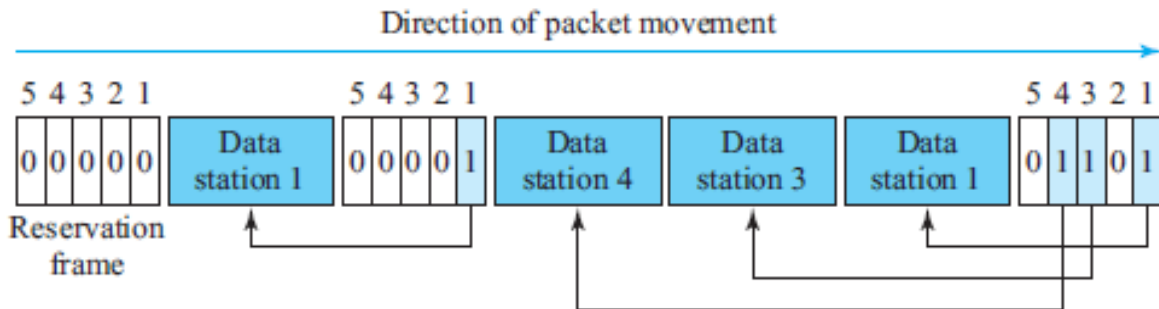 Direction of packet movement
5 4 3 2 1
5 4 3 2 1
5 4 3 2 1
0 0 0 0 0
Data
station 1
0 0 0 0 1
Data
station 4
Data
station 3
Data
station 1
0 1 1 0 1
Reservation
frame